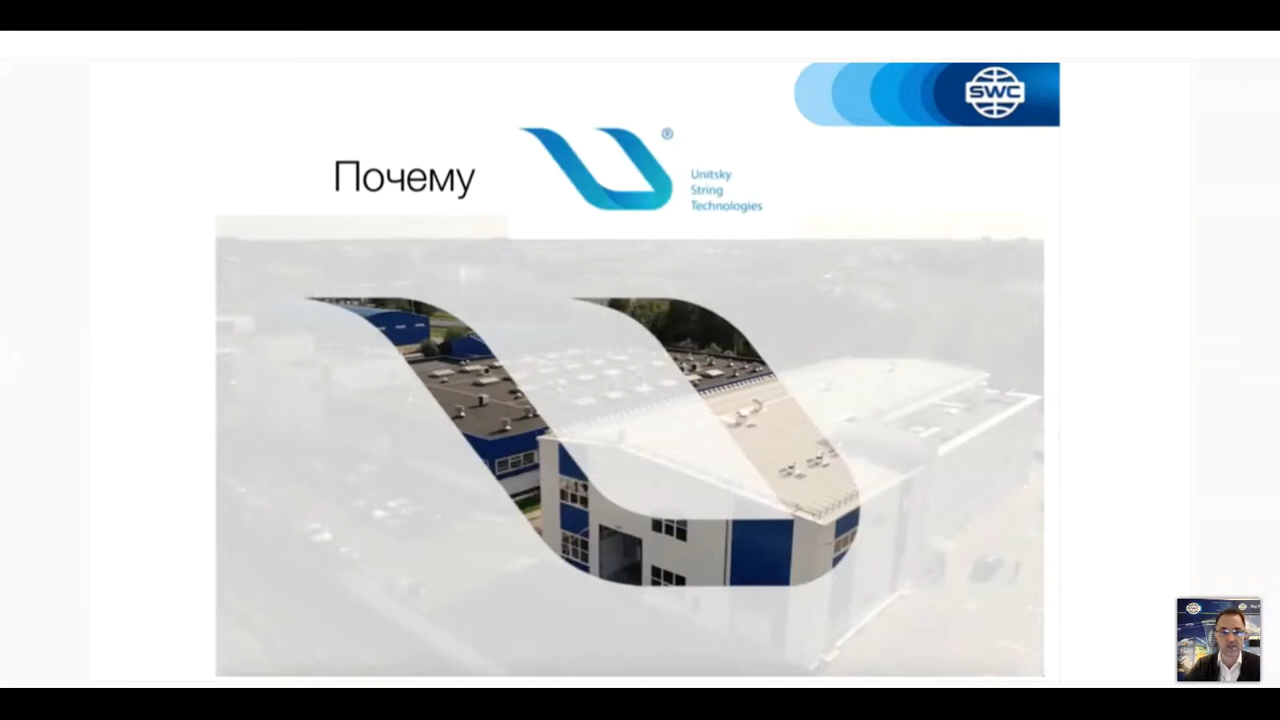 SWC
Почему
®
Unitsky
String
Technologies